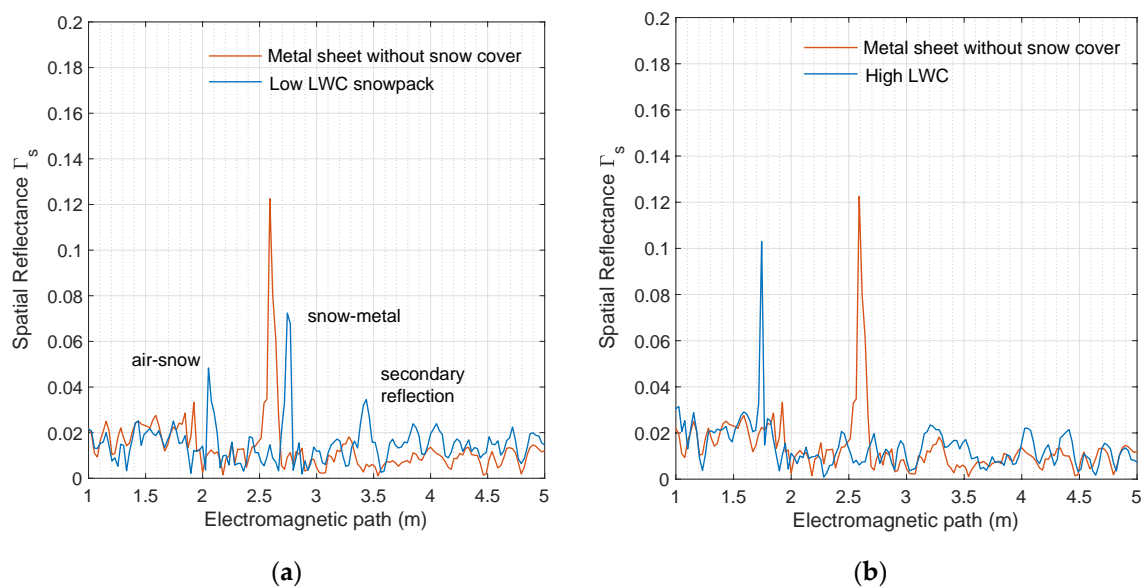 0.2
0.18
0.16
0.14
0.12
0.1
0.08
0.06
0.04
0.02
0
Spatial Reflectance Γs
Metal sheet without snow cover
Low LWC snowpack
air-snow
snow-metal
secondary
reflection
1 1.5 2 2.5 3 3.5 4 4.5 5
Electromagnetic path (m)
(a)
0.2
0.18
0.16
0.14
0.12
0.1
0.08
0.06
0.04
0.02
0
Spatial Reflectance Γs
Metal sheet without snow cover
High LWC
1 1.5 2 2.5 3 3.5 4 4.5 5
Electromagnetic path (m)
(b)